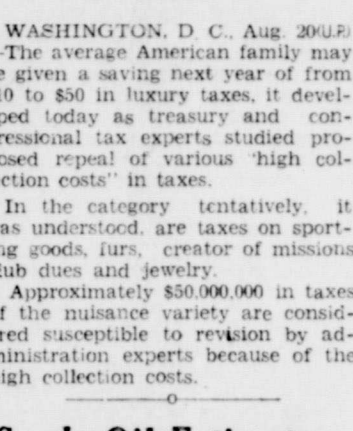 WASHINGTON, D. C., Aug. 20(U.P.)
-The average American family may
e given a saving next year of from
10 to $50 in luxury taxes, it devel-
ped today as treasury and con-
ressional tax experts studied pro-
osed repeal of various "high col-
ction costs" in taxes.
In the category tentatively, it
as understood, are taxes on sport-
ng goods, furs, creator of missions
lub dues and jewelry.
Approximately $50,000,000 in taxes
f the nuisance variety are consid-
red susceptible to revision by ad-
ministration experts because of the
igh collection costs.